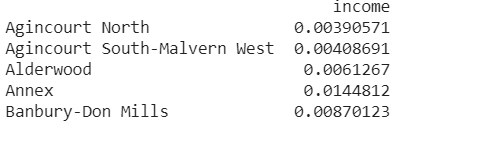 income
Agincourt North 0.00390571
Agincourt South-Malvern West 0.00408691
Alderwood 0.0061267
Annex 0.0144812
Banbury-Don Mills 0.00870123